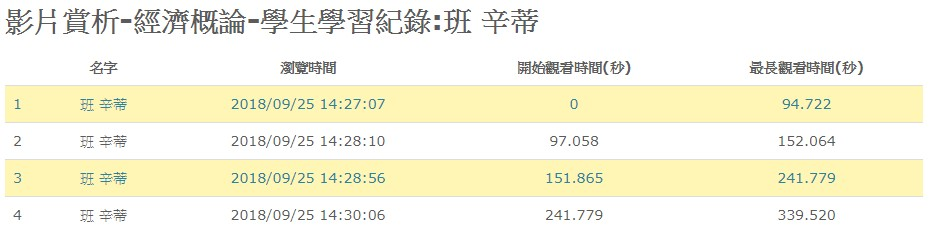 影片賞析-經濟概論-學生學習紀錄:班 辛蒂
名字 瀏覽時間 開始觀看時間(秒) 最長觀看時間(秒)
1 班 辛蒂 2018/09/25 14:27:07 0 94.722
2 班 辛蒂 2018/09/25 14:28:10 97.058 152.064
3 班 辛蒂 2018/09/25 14:28:56 151.865 241.779
4 班 辛蒂 2018/09/25 14:30:06 241.779 339.520